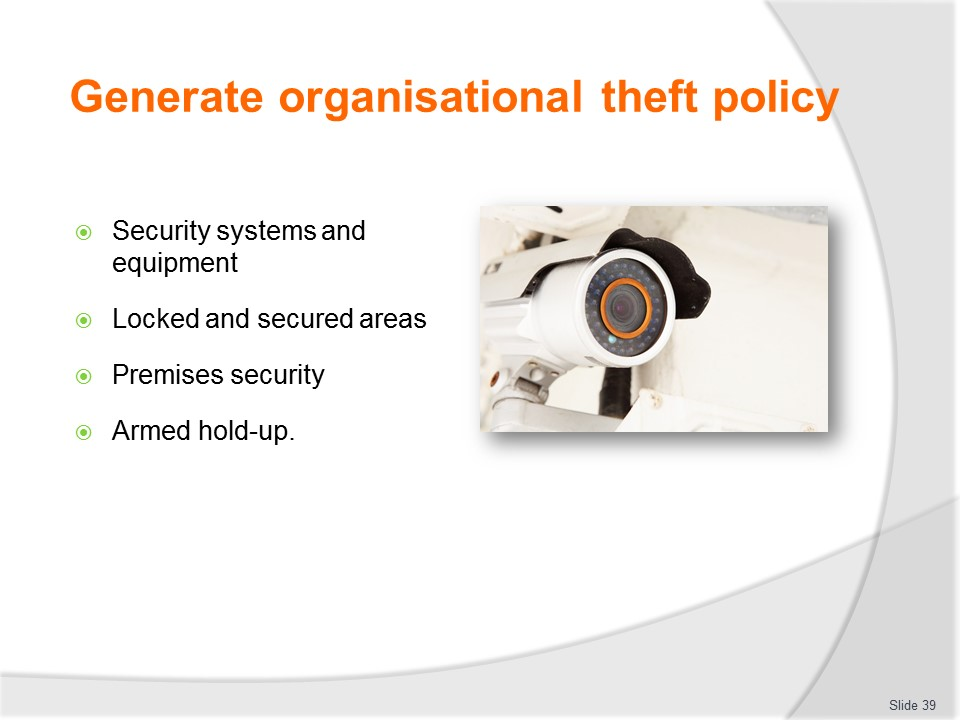 Generate organisational theft policy
Security systems and
equipment
Locked and secured areas
Premises security
Armed hold-up.
Slide 39